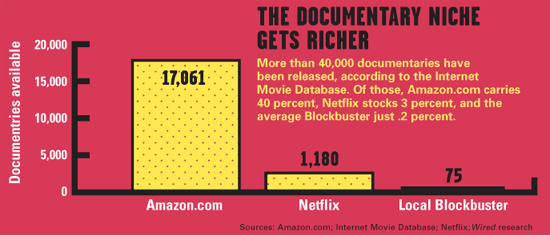 THE DOCUMENTARY NICHE
GETS RICHER
More than 40,000 documentaries have
been released, according to the Internet
Movie Database. Of those, Amazon.com carries
40 percent, Netflix stocks 3 percent, and the
average Blockbuster just .2 percent.
Documentries available
20,000
15,000
10,000
5,000
0
17,061
1,180
75
Amazon.com
Netflix
Local Blockbuster
Sources: Amazon.com; Internet Movie Database; Netflix; Wired research